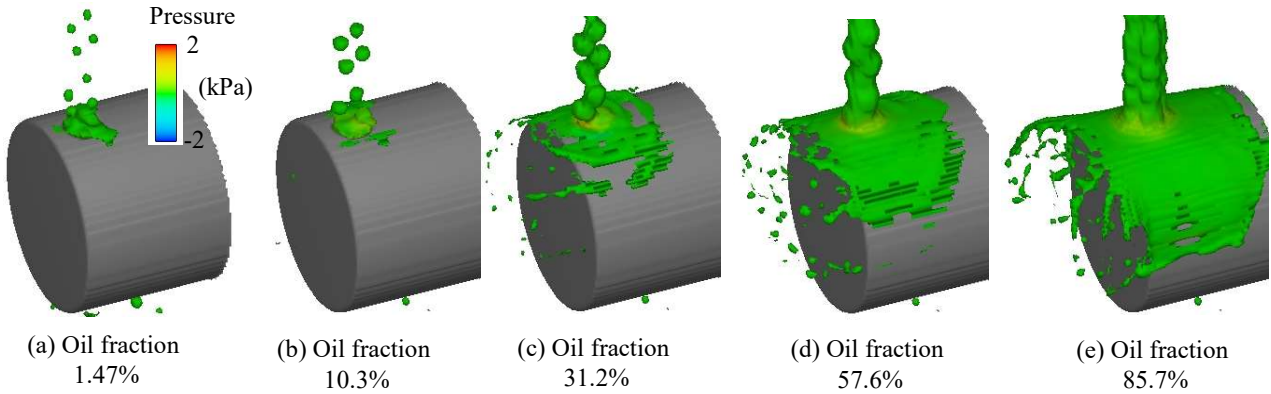 Pressure
2
(kPa)
-2
(a) Oil fraction
1.47%
(b) Oil fraction
10.3%
(c) Oil fraction
31.2%
(d) Oil fraction
57.6%
(e) Oil fraction
85.7%